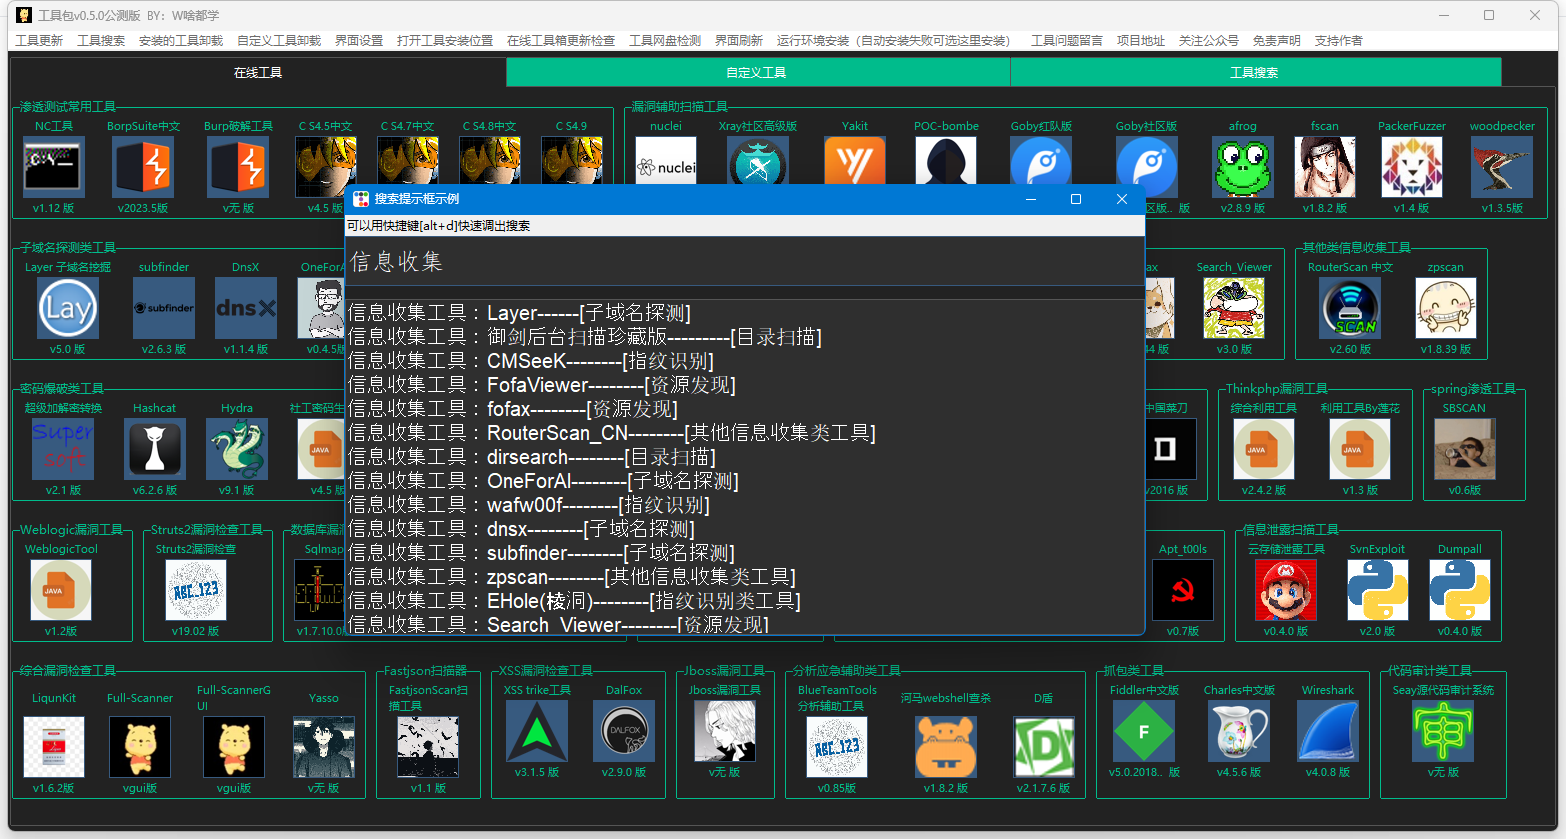 工具包v0.5.0公测版 BY：W啥都学
工具更新 工具搜索 安装的工具卸载 自定义工具卸载 界面设置 打开工具安装位置 在线工具箱更新检查 工具网盘检测 界面刷新 运行环境安装（自动安装失败可选这里安装） 工具问题留言 项目地址 关注公众号 免责声明 支持作者
在线工具 自定义工具 工具搜索
渗透测试常用工具 漏洞辅助扫描工具
NC工具 BorpSuite中文 Burp破解工具 C S4.5中文 C S4.7中文 C S4.8中文 C S4.9 nuclei Xray社区高级版 Yakit POC-bombe Goby红队版 Goby社区版 afrog fscan PackerFuzzer woodpecker
nuclei
v1.12 版 v2023.5版 v无 版 v4.5 版 区版.. 版 v2.8.9 版 v1.8.2 版 v1.4 版 v1.3.5版
搜索提示框示例
可以用快捷键[alt+d]快速调出搜索
信息收集
信息收集工具：Layer------[子域名探测]
信息收集工具：御剑后台扫描珍藏版---------[目录扫描]
信息收集工具：CMSeeK--------[指纹识别]
信息收集工具：FofaViewer--------[资源发现]
信息收集工具：fofax--------[资源发现]
信息收集工具：RouterScan_CN--------[其他信息收集类工具]
信息收集工具：dirsearch--------[目录扫描]
信息收集工具：OneForAl--------[子域名探测]
信息收集工具：wafw00f--------[指纹识别]
信息收集工具：dnsx--------[子域名探测]
信息收集工具：subfinder--------[子域名探测]
信息收集工具：zpscan--------[其他信息收集类工具]
信息收集工具：EHole(棱洞)--------[指纹识别类工具]
信息收集工具：Search_Viewer--------[资源发现]
子域名探测类工具 其他类信息收集工具
Layer 子域名挖掘 subfinder DnsX OneForA ax Search_Viewer RouterScan 中文 zpscan
Lay subfinder dnsX SCAN
v5.0 版 v2.6.3 版 v1.1.4 版 v0.4.5版 44 版 v3.0 版 v2.60 版 v1.8.39 版
密码爆破类工具 Thinkphp漏洞工具 spring渗透工具
超级加解密转换 Hashcat Hydra 社工密码生 中国菜刀 综合利用工具 利用工具By莲花 SBSCAN
Super soft JAVA JAVA JAVA
v2.1 版 v6.2.6 版 v9.1 版 v4.5 版 v2016 版 v2.4.2 版 v1.3 版 v0.6版
Weblogic漏洞工具 Struts2漏洞检查工具 数据库漏 信息泄露扫描工具
WeblogicTool Struts2漏洞检查 Sqlmap Apt_t00ls 云存储泄露工具 SvnExploit Dumpall
JAVA ABC_123
v1.2版 v19.02 版 v1.7.10.0 v0.7版 v0.4.0 版 v2.0 版 v0.4.0 版
综合漏洞检查工具 Fastjson扫描器 XSS漏洞检查工具 Jboss漏洞工具 分析应急辅助类工具 抓包类工具 代码审计类工具
LiqunKit Full-Scanner Full-ScannerG
UI Yasso FastjsonScan扫
描工具 XSS trike工具 DalFox Jboss漏洞工具 BlueTeamTools
分析辅助工具 河马webshell查杀 D盾 Fiddler中文版 Charles中文版 Wireshark Seay源代码审计系统
DALFOX ABC_123 D F 审
v3.1.5 版 v2.9.0 版 v无 版 v5.0.2018.. 版 v4.5.6 版 v4.0.8 版 v无 版
v1.6.2版 vgui版 vgui版 v无 版 v1.1 版 v0.85版 v1.8.2 版 v2.1.7.6 版